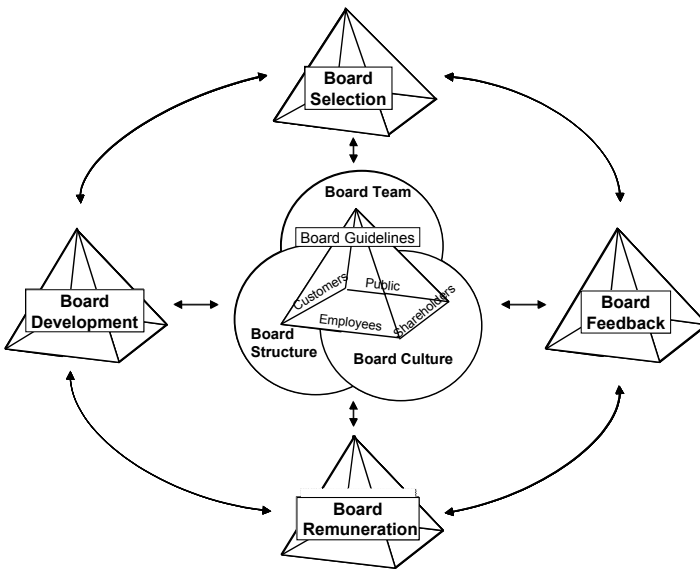 Board
Selection
Board Team
Board Guidelines
Customers
Public
Shareholders
Employees
Board
Structure
Board Culture
Board
Development
Board
Feedback
Board
Remuneration